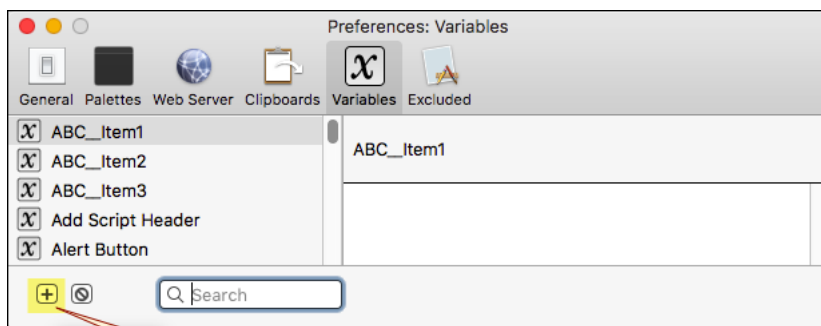 Preferences: Variables
General Palettes Web Server Clipboards Variables Excluded
ABC__Item1
ABC__Item2
ABC__Item3
Add Script Header
Alert Button
ABC__Item1
Search